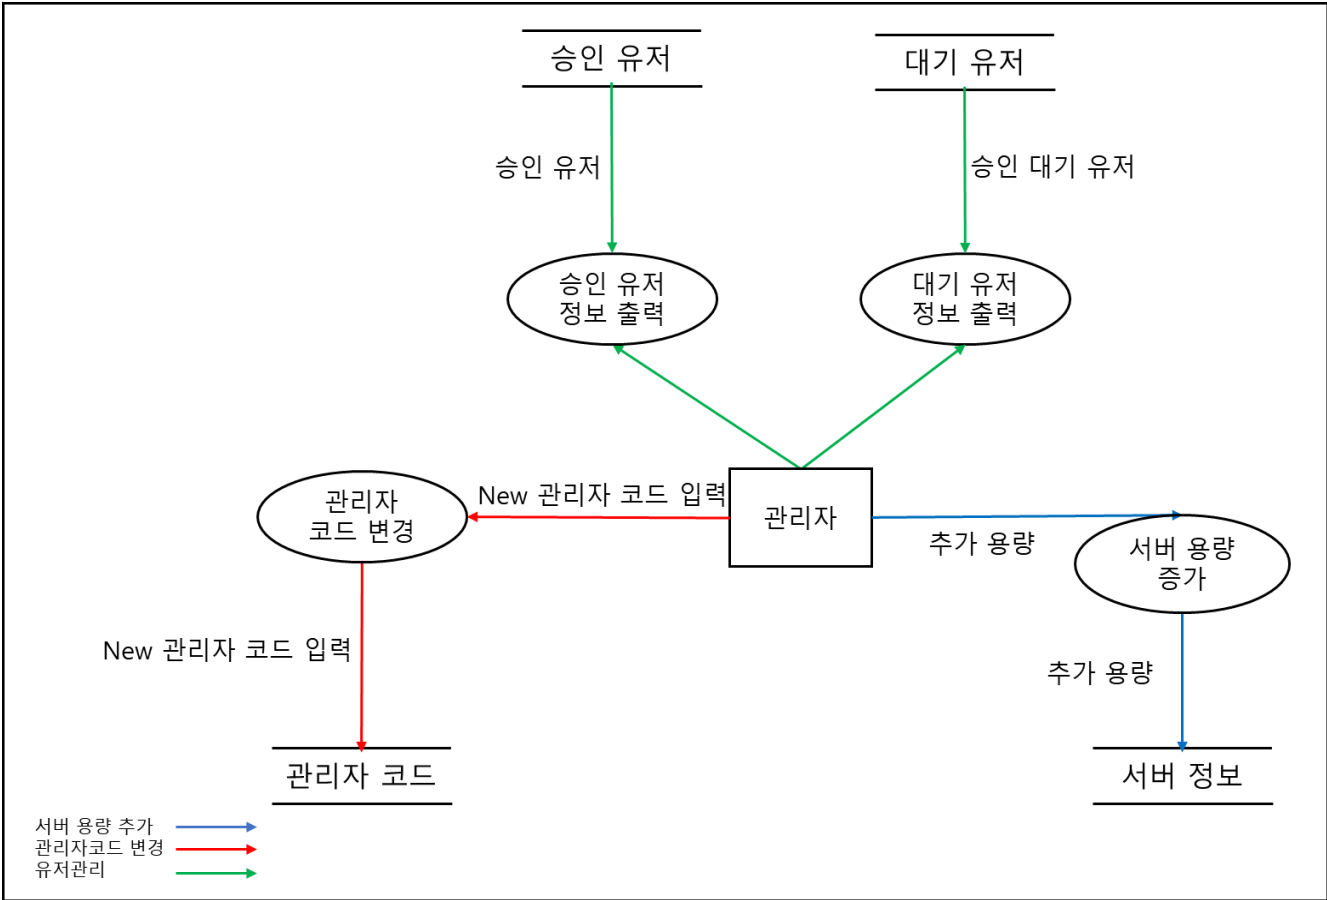 승인 유저
대기 유저
승인 유저
승인 대기 유저
승인 유저
정보 출력
대기 유저
정보 출력
관리자
코드 변경
New 관리자 코드 입력
관리자
추가 용량
서버 용량
증가
New 관리자 코드 입력
추가 용량
관리자 코드
서버 정보
서버 용량 추가
관리자코드 변경
유저관리